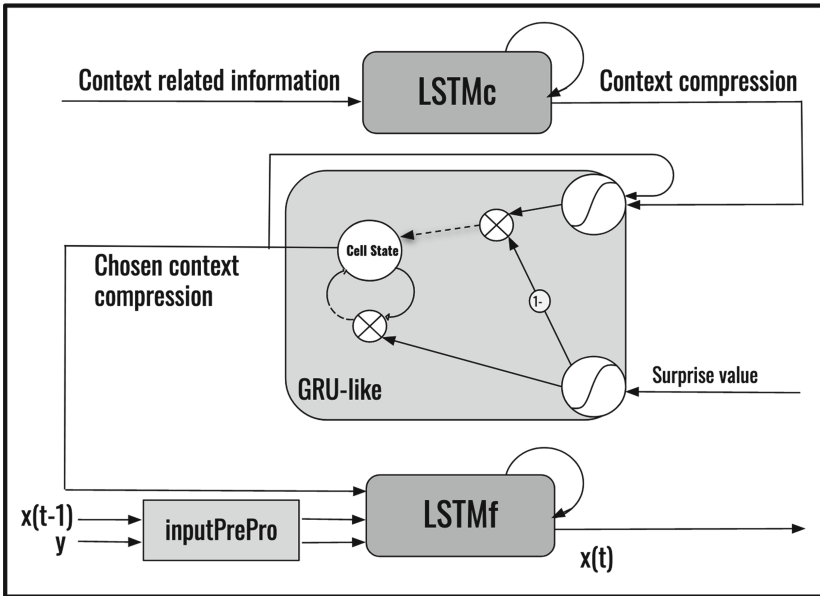 Context related information
LSTMc
Context compression
Cell State
Chosen context
compression
1-
GRU-like
Surprise value
x(t-1)
y
inputPrePro
LSTMf
x(t)